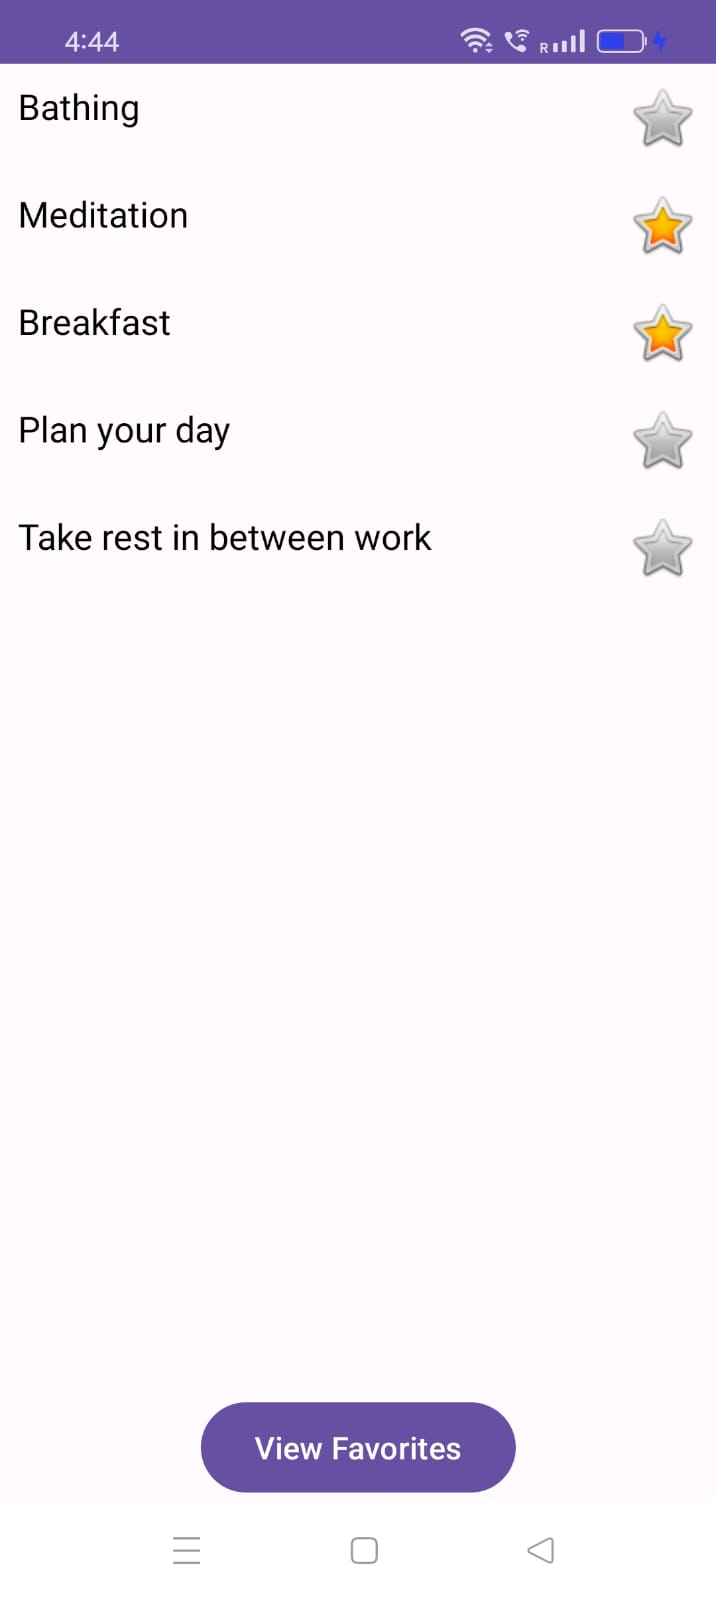 4:44
R
Bathing
Meditation
Breakfast
Plan your day
Take rest in between work
View Favorites